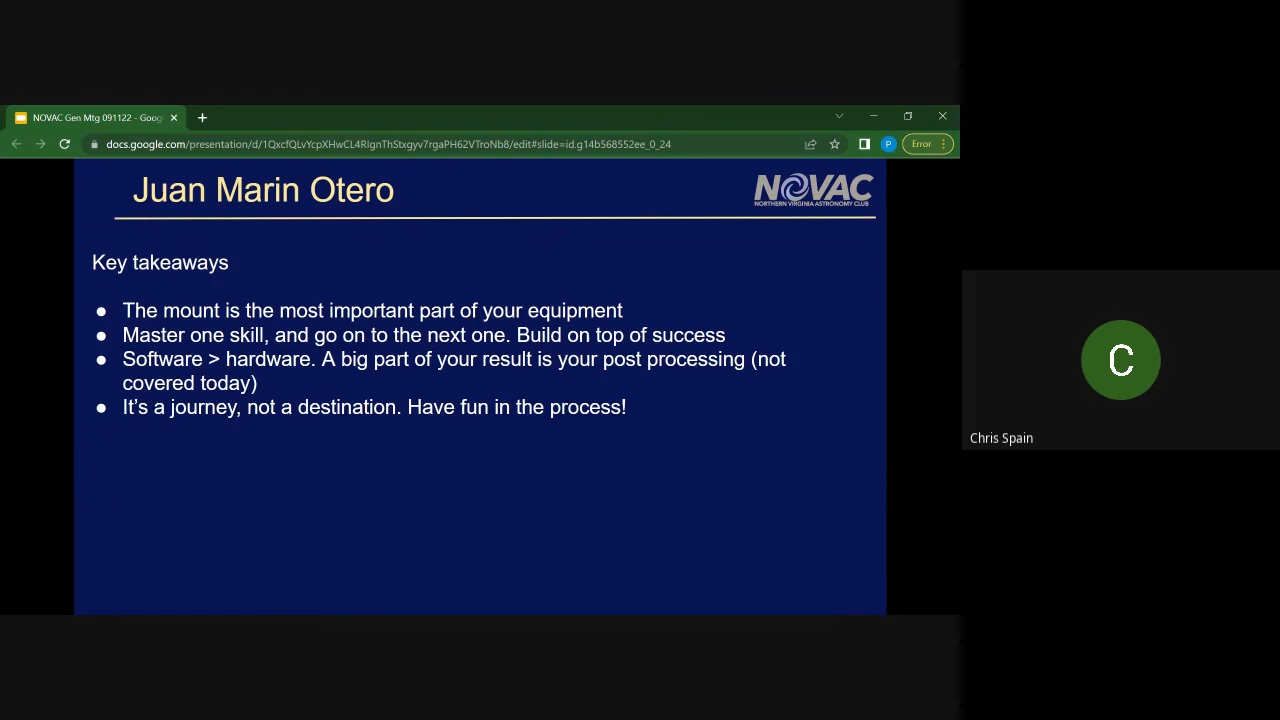 NOVAC Gen Mtg 091122 - Goog
docs.google.com/presentation/d/1QxcfQLvYcpXHwCL4RIgnThStxgyv7rgaPH62VTroNb8/edit#slide=id.g14b568552ee_0_24
P
Error
Juan Marin Otero
NOVAC
NORTHERN VIRGINIA ASTRONOMY CLUB
Key takeaways
● The mount is the most important part of your equipment
● Master one skill, and go on to the next one. Build on top of success
● Software > hardware. A big part of your result is your post processing (not
covered today)
● It's a journey, not a destination. Have fun in the process!
C
Chris Spain